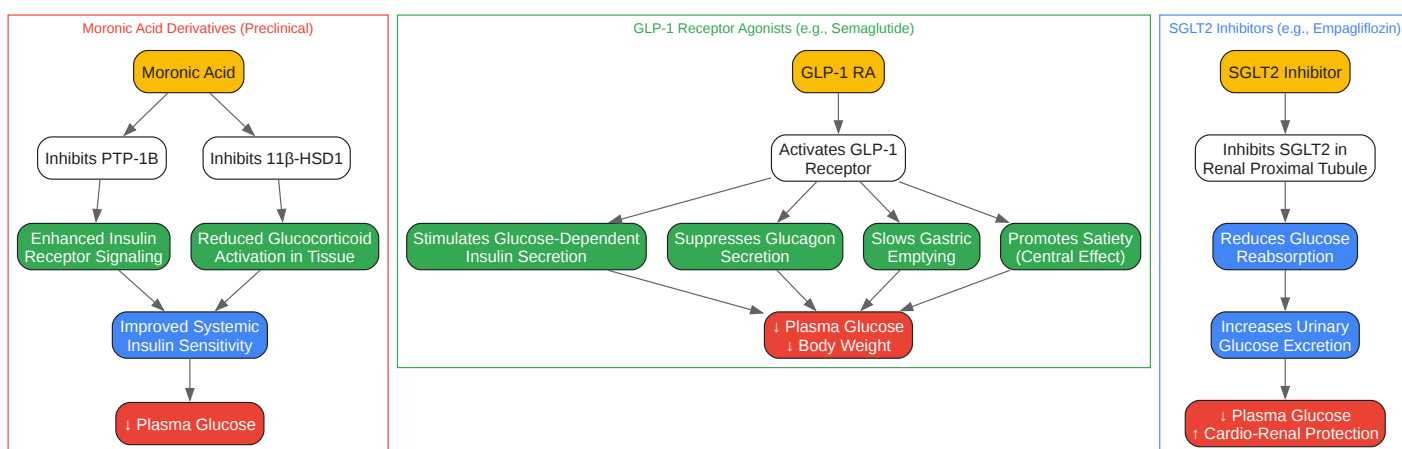 Moronic Acid Derivatives (Preclinical)
Moronic Acid
Inhibits PTP-1B
Inhibits 11β-HSD1
Enhanced Insulin
Receptor Signaling
Reduced Glucocorticoid
Activation in Tissue
Improved Systemic
Insulin Sensitivity
↓ Plasma Glucose
GLP-1 Receptor Agonists (e.g., Semaglutide)
GLP-1 RA
Activates GLP-1
Receptor
Stimulates Glucose-Dependent
Insulin Secretion
Suppresses Glucagon
Secretion
Slows Gastric
Emptying
Promotes Satiety
(Central Effect)
↓ Plasma Glucose
↓ Body Weight
SGLT2 Inhibitors (e.g., Empagliflozin)
SGLT2 Inhibitor
Inhibits SGLT2 in
Renal Proximal Tubule
Reduces Glucose
Reabsorption
Increases Urinary
Glucose Excretion
↓ Plasma Glucose
↑ Cardio-Renal Protection